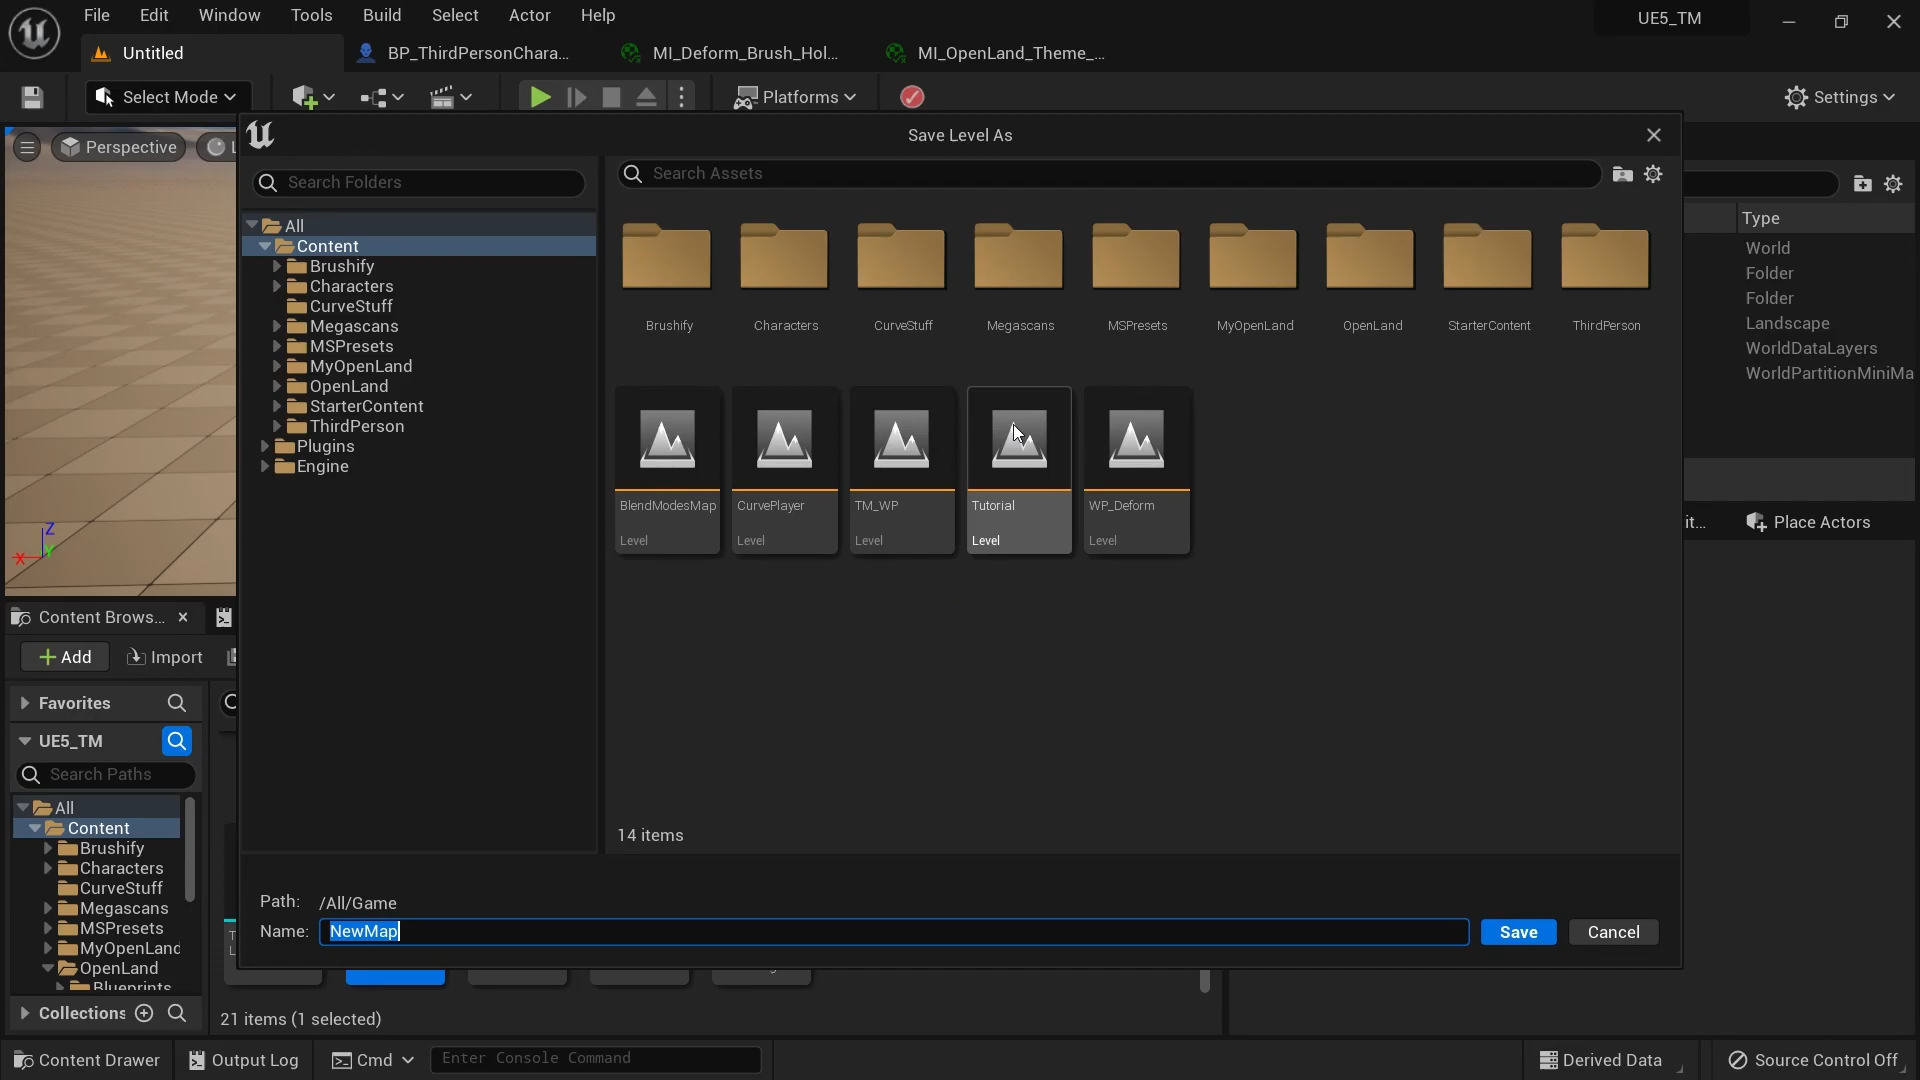 File Edit Window Tools Build Select Actor Help
UE5_TM
Untitled BP_ThirdPersonChara... MI_Deform_Brush_Hol... MI_OpenLand_Theme_...
Select Mode Platforms Settings
Perspective
Save Level As
Search Folders
Search Assets
All
Content
Brushify
Characters
CurveStuff
Megascans
MSPresets
MyOpenLand
OpenLand
StarterContent
ThirdPerson
Plugins
Engine
Brushify Characters CurveStuff Megascans MSPresets MyOpenLand OpenLand StarterContent ThirdPerson
BlendModesMap CurvePlayer TM_WP Tutorial WP_Deform
Level Level Level Level Level
14 items
Path: /All/Game
Name: NewMap Save Cancel
Type
World
Folder
Folder
Landscape
WorldDataLayers
WorldPartitionMiniMa
it... Place Actors
Content Brows...
Add Import
Favorites
UE5_TM
Search Paths
All
Content
Brushify
Characters
CurveStuff
Megascans
MSPresets
MyOpenLand
OpenLand
Blueprints
Collections
21 items (1 selected)
Content Drawer Output Log Cmd Enter Console Command Derived Data Source Control Off